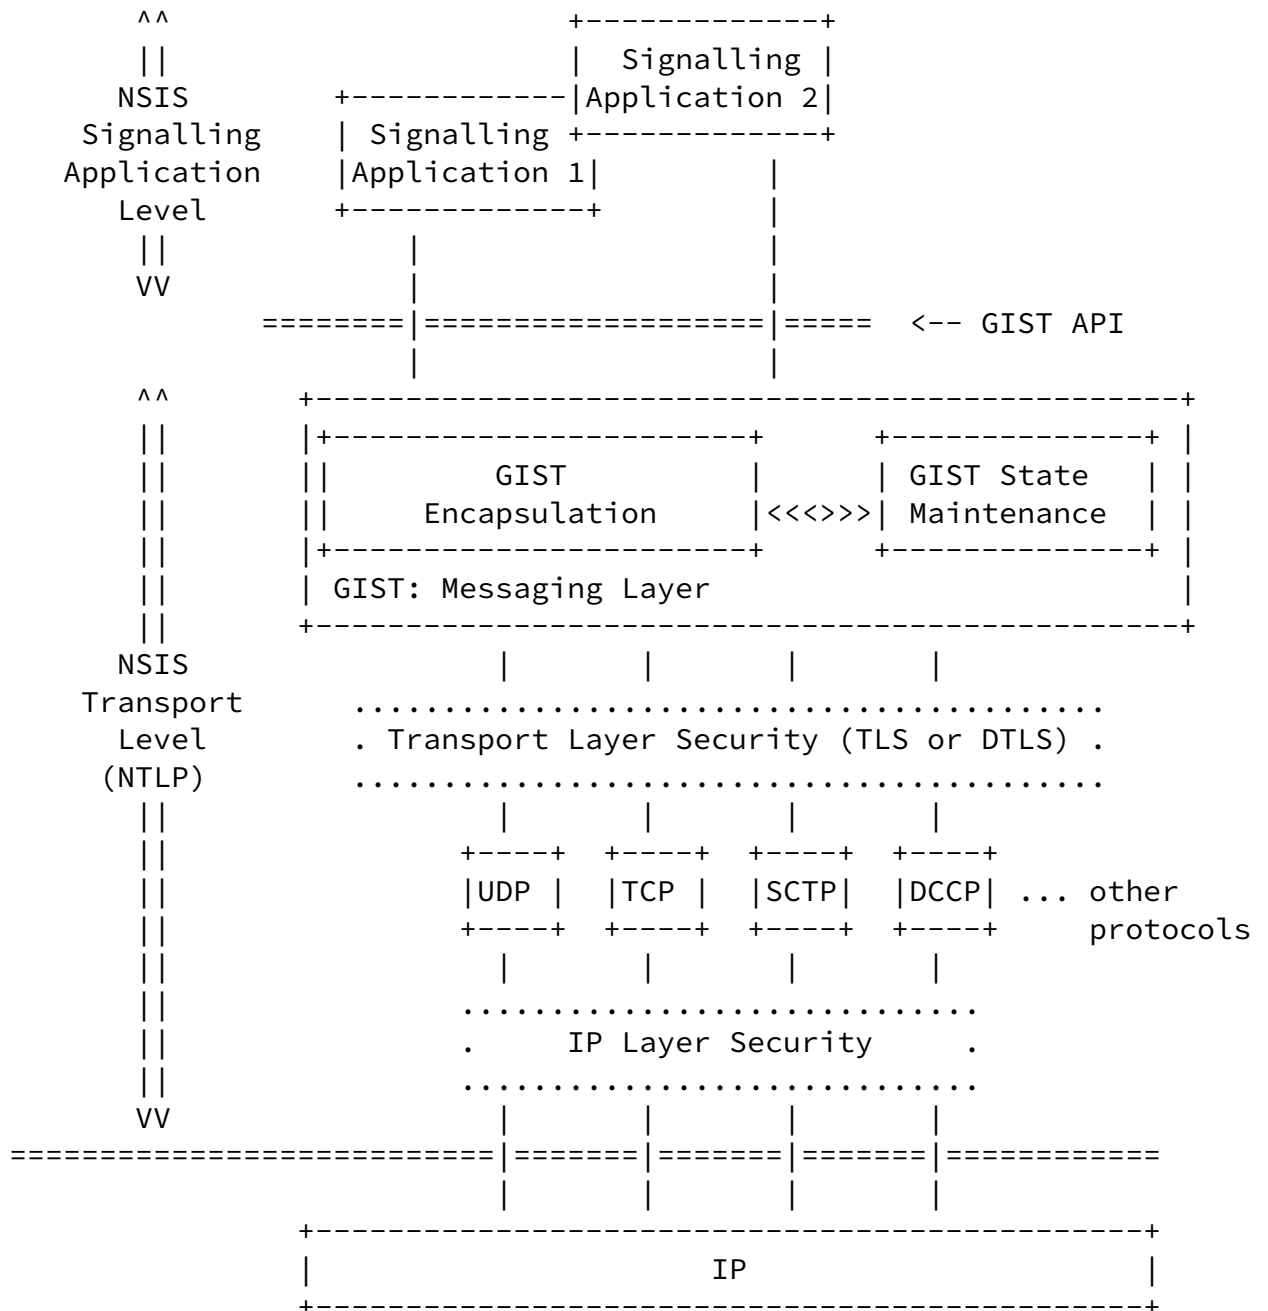 ^^                      +-------------+
||                      |  Signalling |
NSIS        +------------|Application 2|
Signalling    | Signalling +-------------+
Application    |Application 1|         |
Level       +-------------+         |
||             |                   |
VV             |                   |
========|===================|=====  <-- GIST API
|                   |
^^       +------------------------------------------------+
||       |+-----------------------+      +--------------+ |
||       ||         GIST          |      | GIST State   | |
||       ||     Encapsulation     |<<<>>>| Maintenance  | |
||       |+-----------------------+      +--------------+ |
||       | GIST: Messaging Layer                          |
||       +------------------------------------------------+
NSIS                 |       |       |       |
Transport      ..........................................
Level        . Transport Layer Security (TLS or DTLS) .
(NTLP)        ..........................................
||                  |       |       |       |
||                +----+  +----+  +----+  +----+
||                |UDP |  |TCP |  |SCTP|  |DCCP| ... other
||                +----+  +----+  +----+  +----+     protocols
||                  |       |       |       |
||                .............................
||                .     IP Layer Security     .
||                .............................
VV                  |       |       |       |
===========================|=======|=======|=======|============
|       |       |       |
+----------------------------------------------+
|                      IP                      |
+----------------------------------------------+